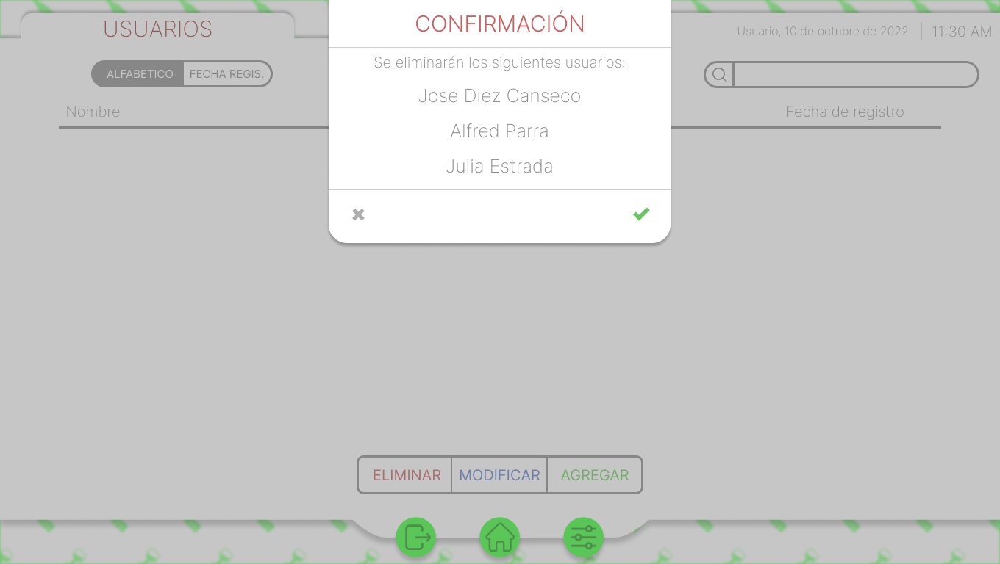 USUARIOS
CONFIRMACIÓN
Usuario, 10 de octubre de 2022
11:30 AM
Se eliminarán los siguientes usuarios:
ALFABETICO
FECHA REGIS.
Jose Diez Canseco
Nombre
Fecha de registro
Alfred Parra
Julia Estrada
ELIMINAR
MODIFICAR
AGREGAR